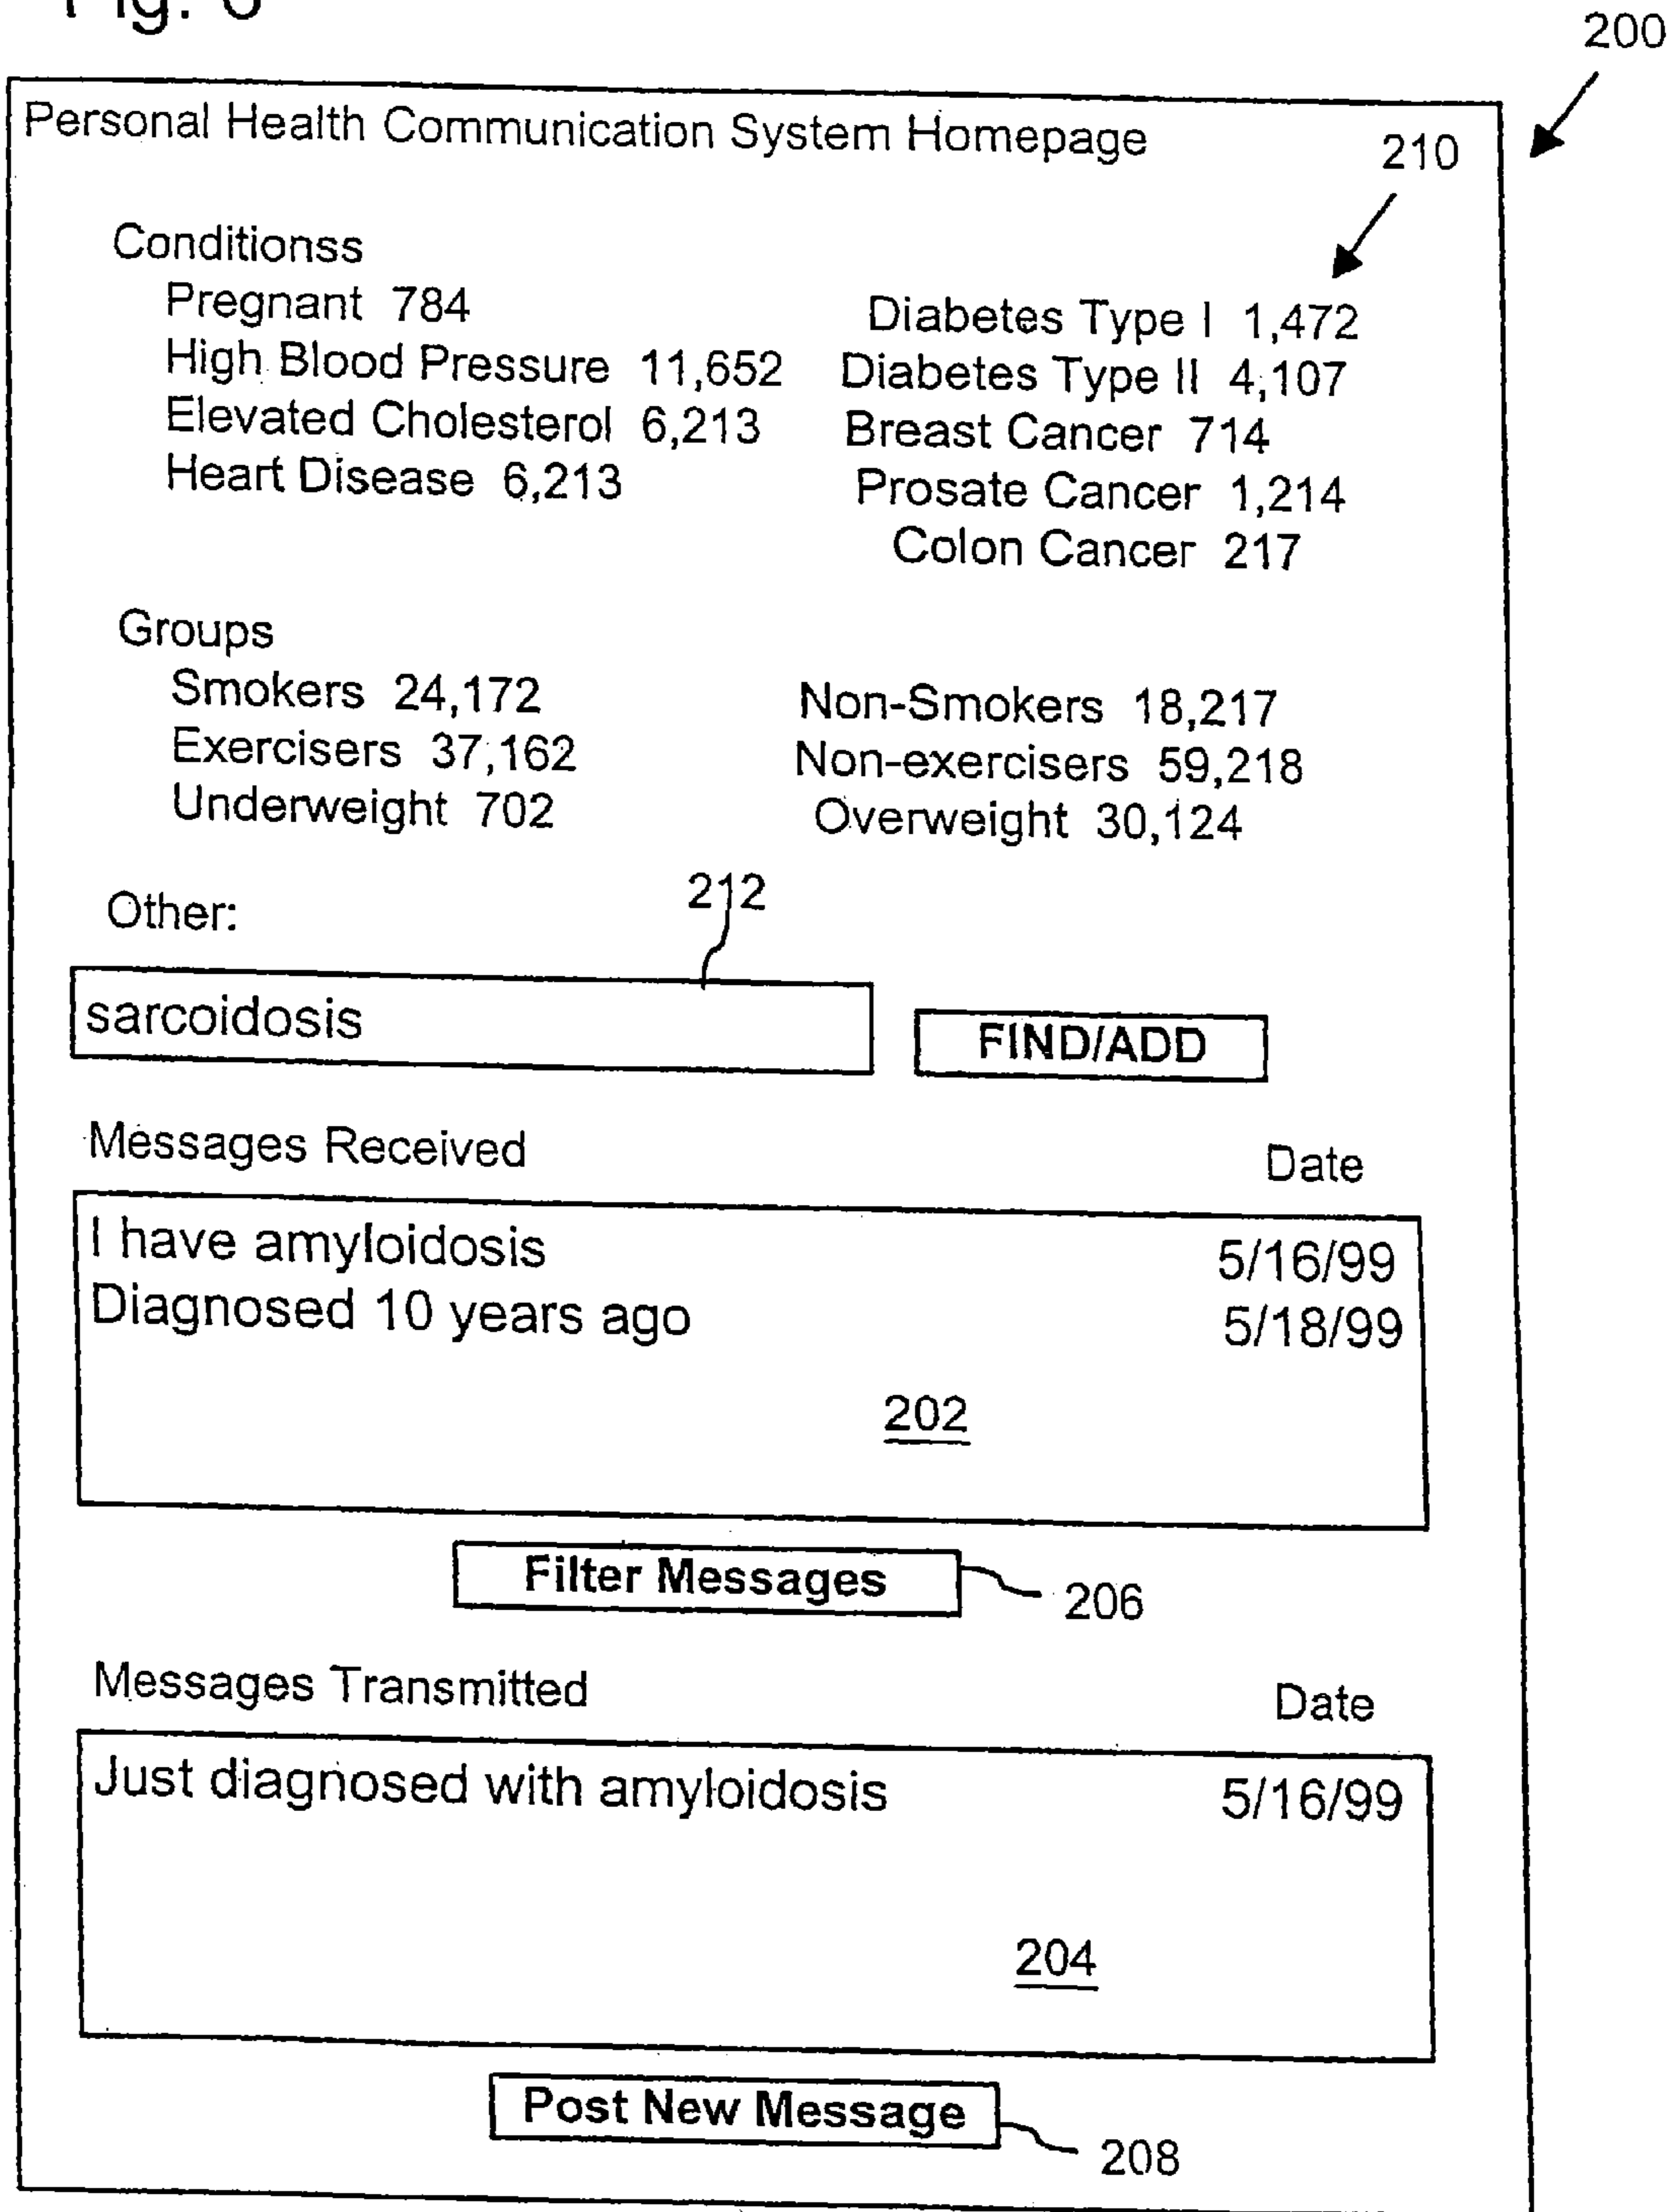 Fig. 6
200
Personal Health Communication System Homepage
210
Conditionss
Pregnant 784
High Blood Pressure 11,652
Elevated Cholesterol 6,213
Heart Disease 6,213
Diabetes Type I 1,472
Diabetes Type II 4,107
Breast Cancer 714
Prosate Cancer 1,214
Colon Cancer 217
Groups
Smokers 24,172
Exercisers 37,162
Underweight 702
Non-Smokers 18,217
Non-exercisers 59,218
Overweight 30,124
Other:
212
sarcoidosis
FIND/ADD
Messages Received Date
I have amyloidosis 5/16/99
Diagnosed 10 years ago 5/18/99
202
Filter Messages
206
Messages Transmitted Date
Just diagnosed with amyloidosis 5/16/99
204
Post New Message
208